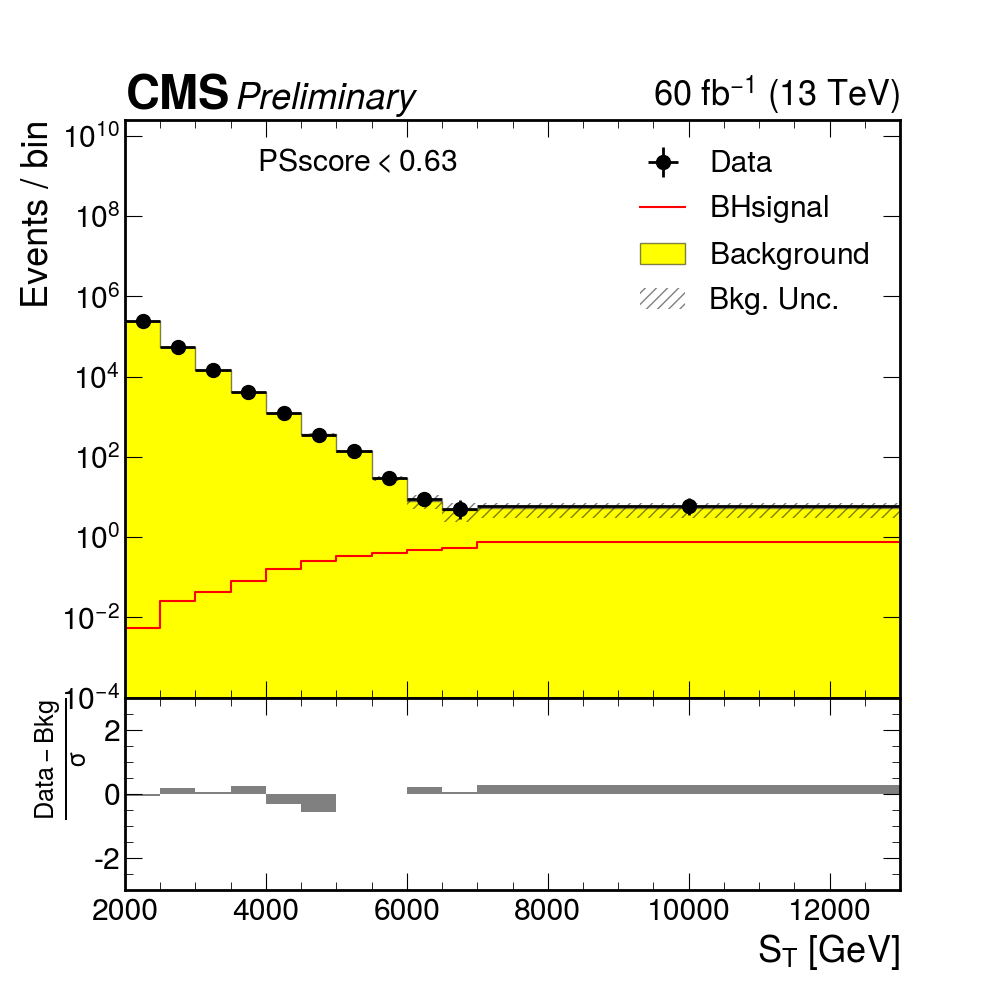 CMS Preliminary 60 fb⁻¹ (13 TeV)
Events / bin
PSscore < 0.63
Data
BHsignal
Background
Bkg. Unc.
10¹⁰
10⁸
10⁶
10⁴
10²
10⁰
10⁻²
10⁻⁴
Data − Bkg
σ
2
0
-2
2000 4000 6000 8000 10000 12000
S_T [GeV]